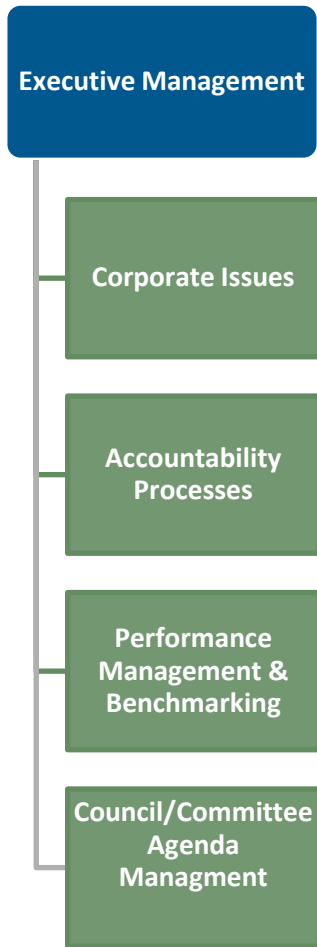 Executive Management
Corporate Issues
Accountability
Processes
Performance
Management &
Benchmarking
Council/Committee
Agenda
Managment